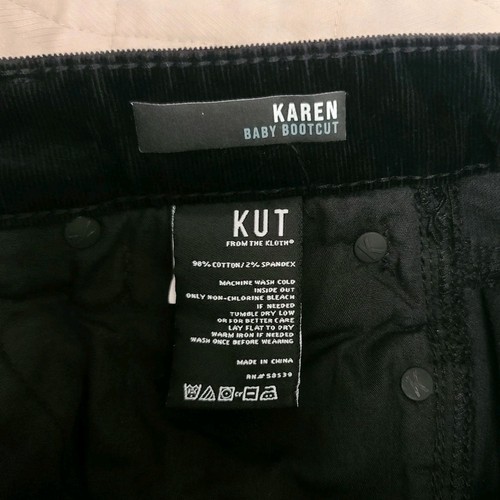 KAREN
BABY BOOTCUT
KUT
FROM THE KLOTH®
98% COTTON/2% SPANDEX
MACHINE WASH COLD
INSIDE OUT
ONLY NON-CHLORINE BLEACH
IF NEEDED
TUMBLE DRY LOW
OR FOR BETTER CARE
LAY FLAT TO DRY
WARM IRON IF NEEDED
WASH ONCE BEFORE WEARING
MADE IN CHINA
RN# 58139
or